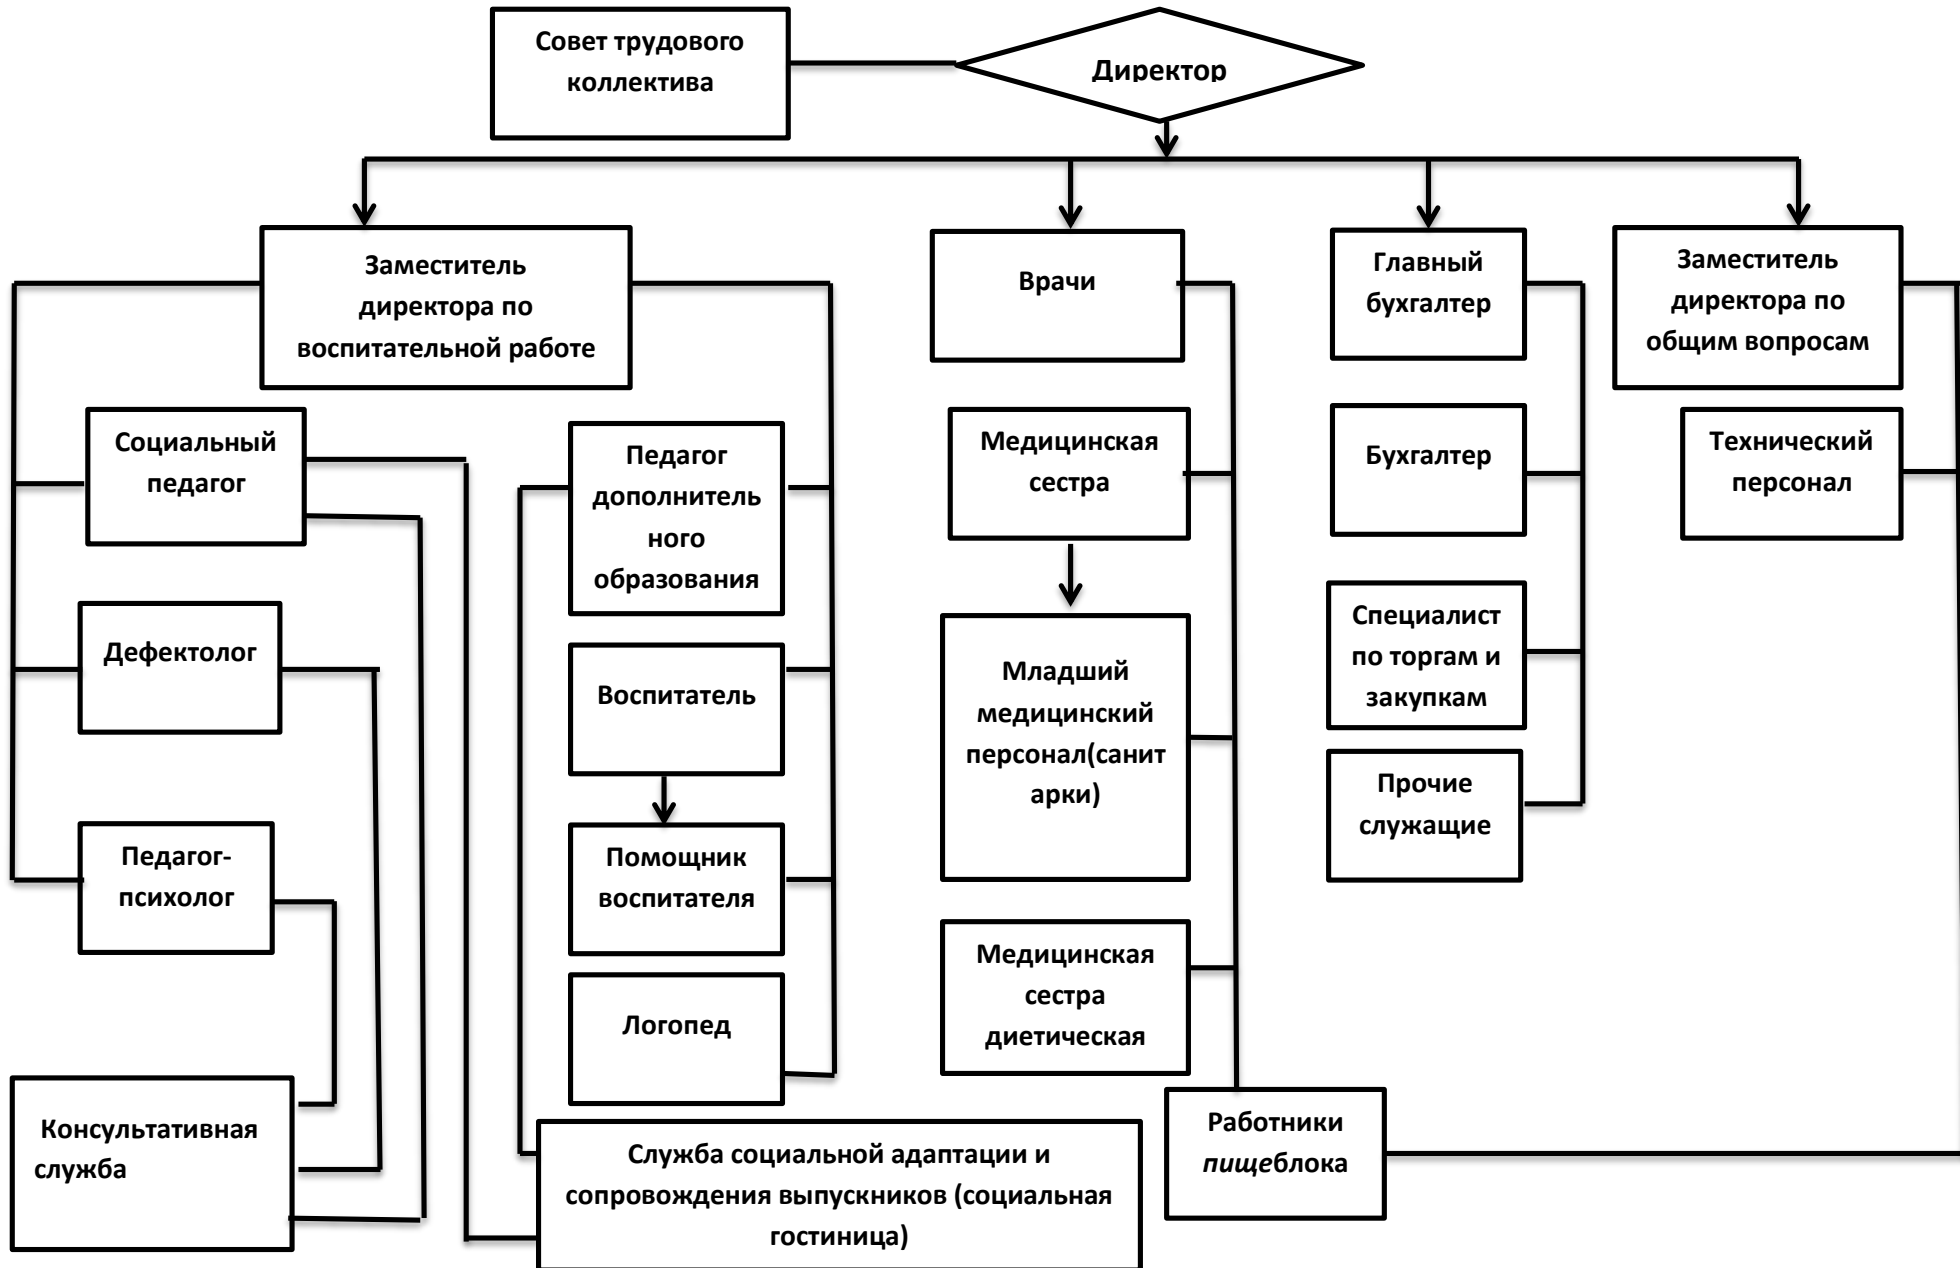 Совет трудового
коллектива
Директор
Заместитель
директора по
воспитательной работе
Врачи
Главный
бухгалтер
Заместитель
директора по
общим вопросам
Социальный
педагог
Педагог
дополнитель
ного
образования
Медицинская
сестра
Бухгалтер
Технический
персонал
Дефектолог
Воспитатель
Младший
медицинский
персонал(санит
арки)
Специалист
по торгам и
закупкам
Прочие
служащие
Педагог-
психолог
Помощник
воспитателя
Логопед
Медицинская
сестра
диетическая
Консультативная
служба
Служба социальной адаптации и
сопровождения выпускников (социальная
гостиница)
Работники
пищеблока